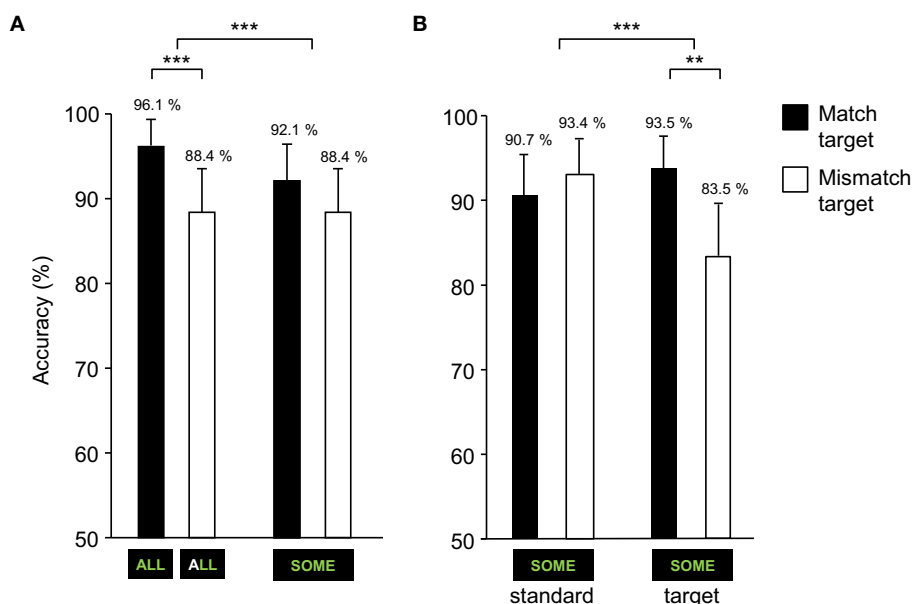 A
***
***
96.1 %
88.4 %
92.1 %
88.4 %
Accuracy (%)
100
90
80
70
60
50
ALL
ALL
SOME
B
***
**
90.7 %
93.4 %
93.5 %
83.5 %
100
90
80
70
60
50
SOME
standard
SOME
target
Match
target
Mismatch
target